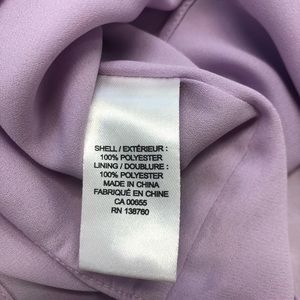 SHELL / EXTÉRIEUR :
100% POLYESTER
LINING / DOUBLURE :
100% POLYESTER
MADE IN CHINA
FABRIQUÉ EN CHINE
CA 00655
RN 138760